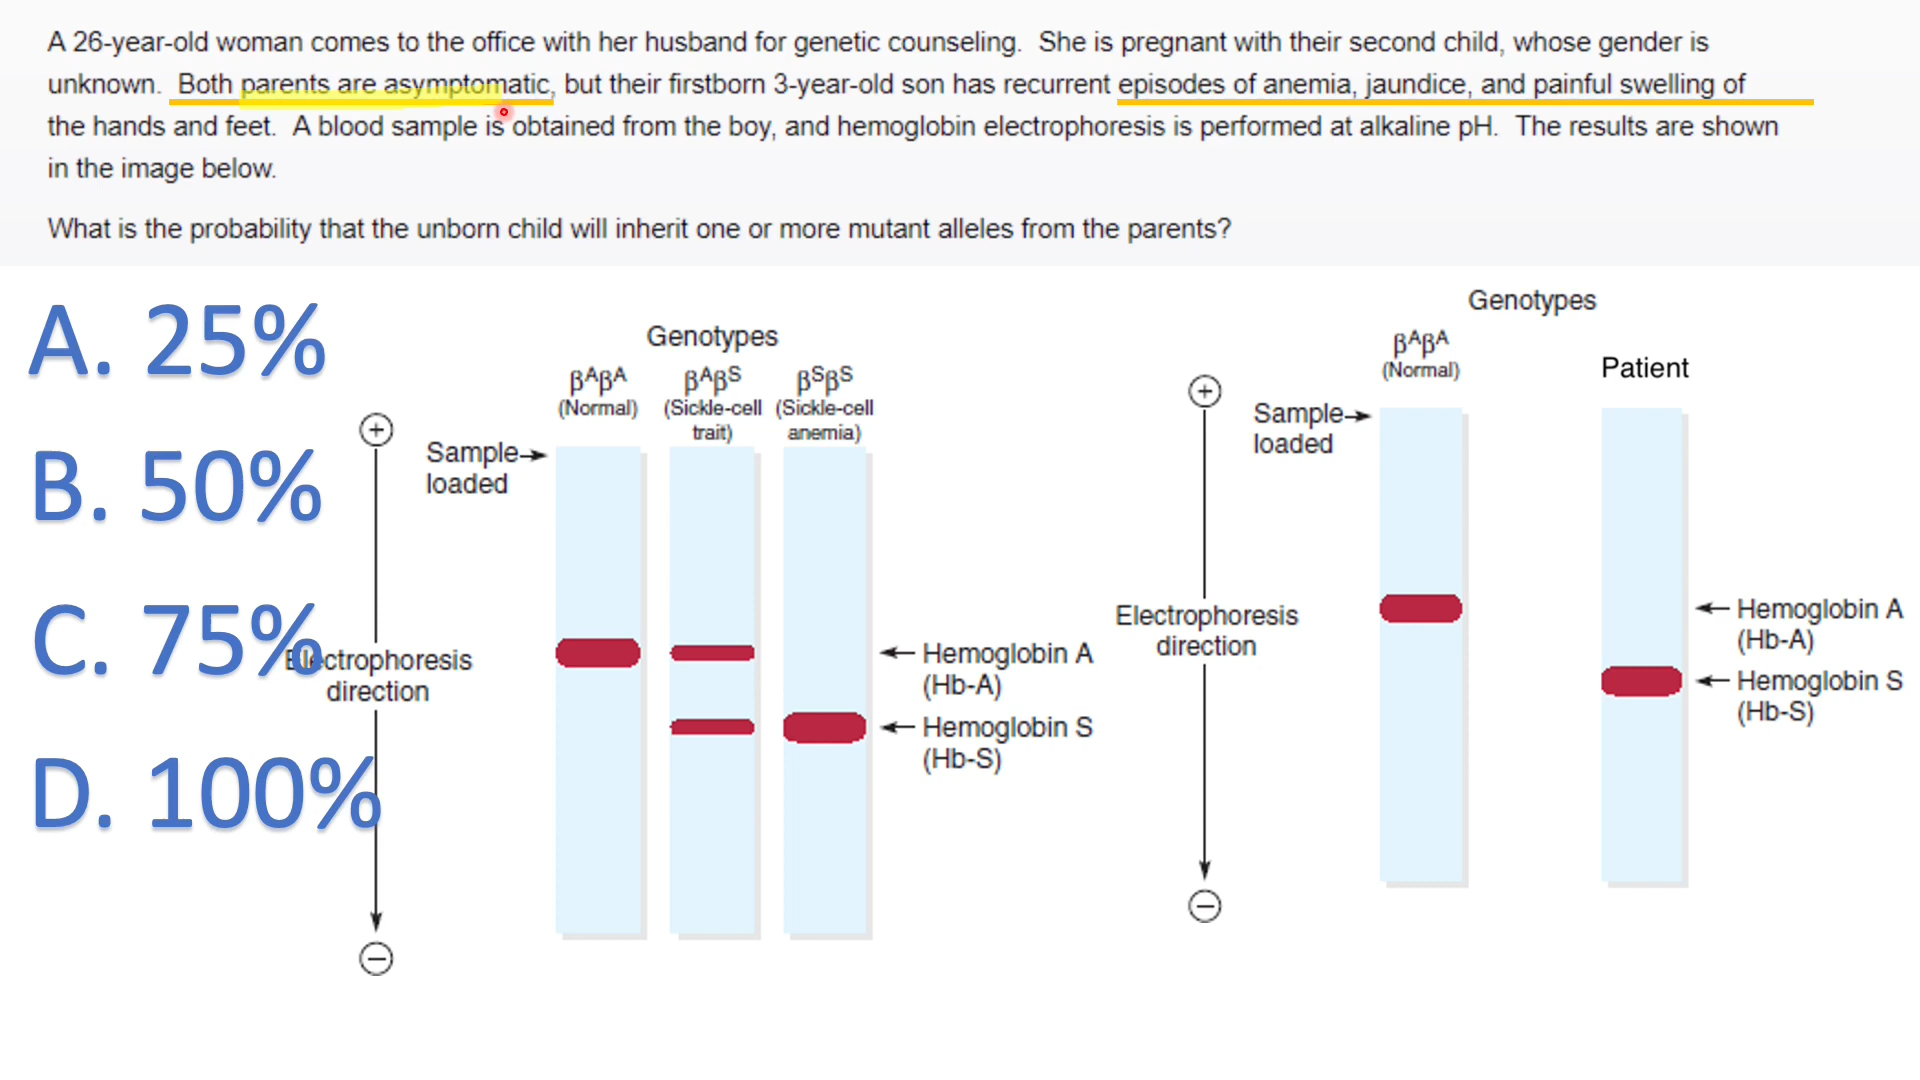 A 26-year-old woman comes to the office with her husband for genetic counseling. She is pregnant with their second child, whose gender is
unknown. Both parents are asymptomatic, but their firstborn 3-year-old son has recurrent episodes of anemia, jaundice, and painful swelling of
the hands and feet. A blood sample is obtained from the boy, and hemoglobin electrophoresis is performed at alkaline pH. The results are shown
in the image below.
What is the probability that the unborn child will inherit one or more mutant alleles from the parents?
A. 25%
B. 50%
C. 75%
D. 100%
Genotypes
βᴬβᴬ
(Normal)
βᴬβˢ
(Sickle-cell
trait)
βˢβˢ
(Sickle-cell
anemia)
+
Sample
loaded
Electrophoresis
direction
−
Hemoglobin A
(Hb-A)
Hemoglobin S
(Hb-S)
Genotypes
βᴬβᴬ
(Normal)
Patient
+
Sample
loaded
Electrophoresis
direction
−
Hemoglobin A
(Hb-A)
Hemoglobin S
(Hb-S)